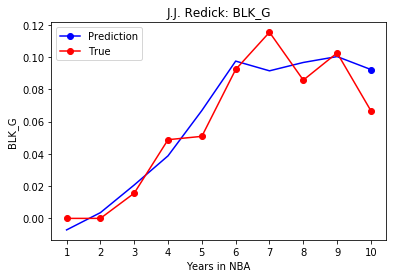 J.J. Redick: BLK_G
Prediction
True
0.12
0.10
0.08
0.06
0.04
0.02
0.00
BLK_G
1 2 3 4 5 6 7 8 9 10
Years in NBA